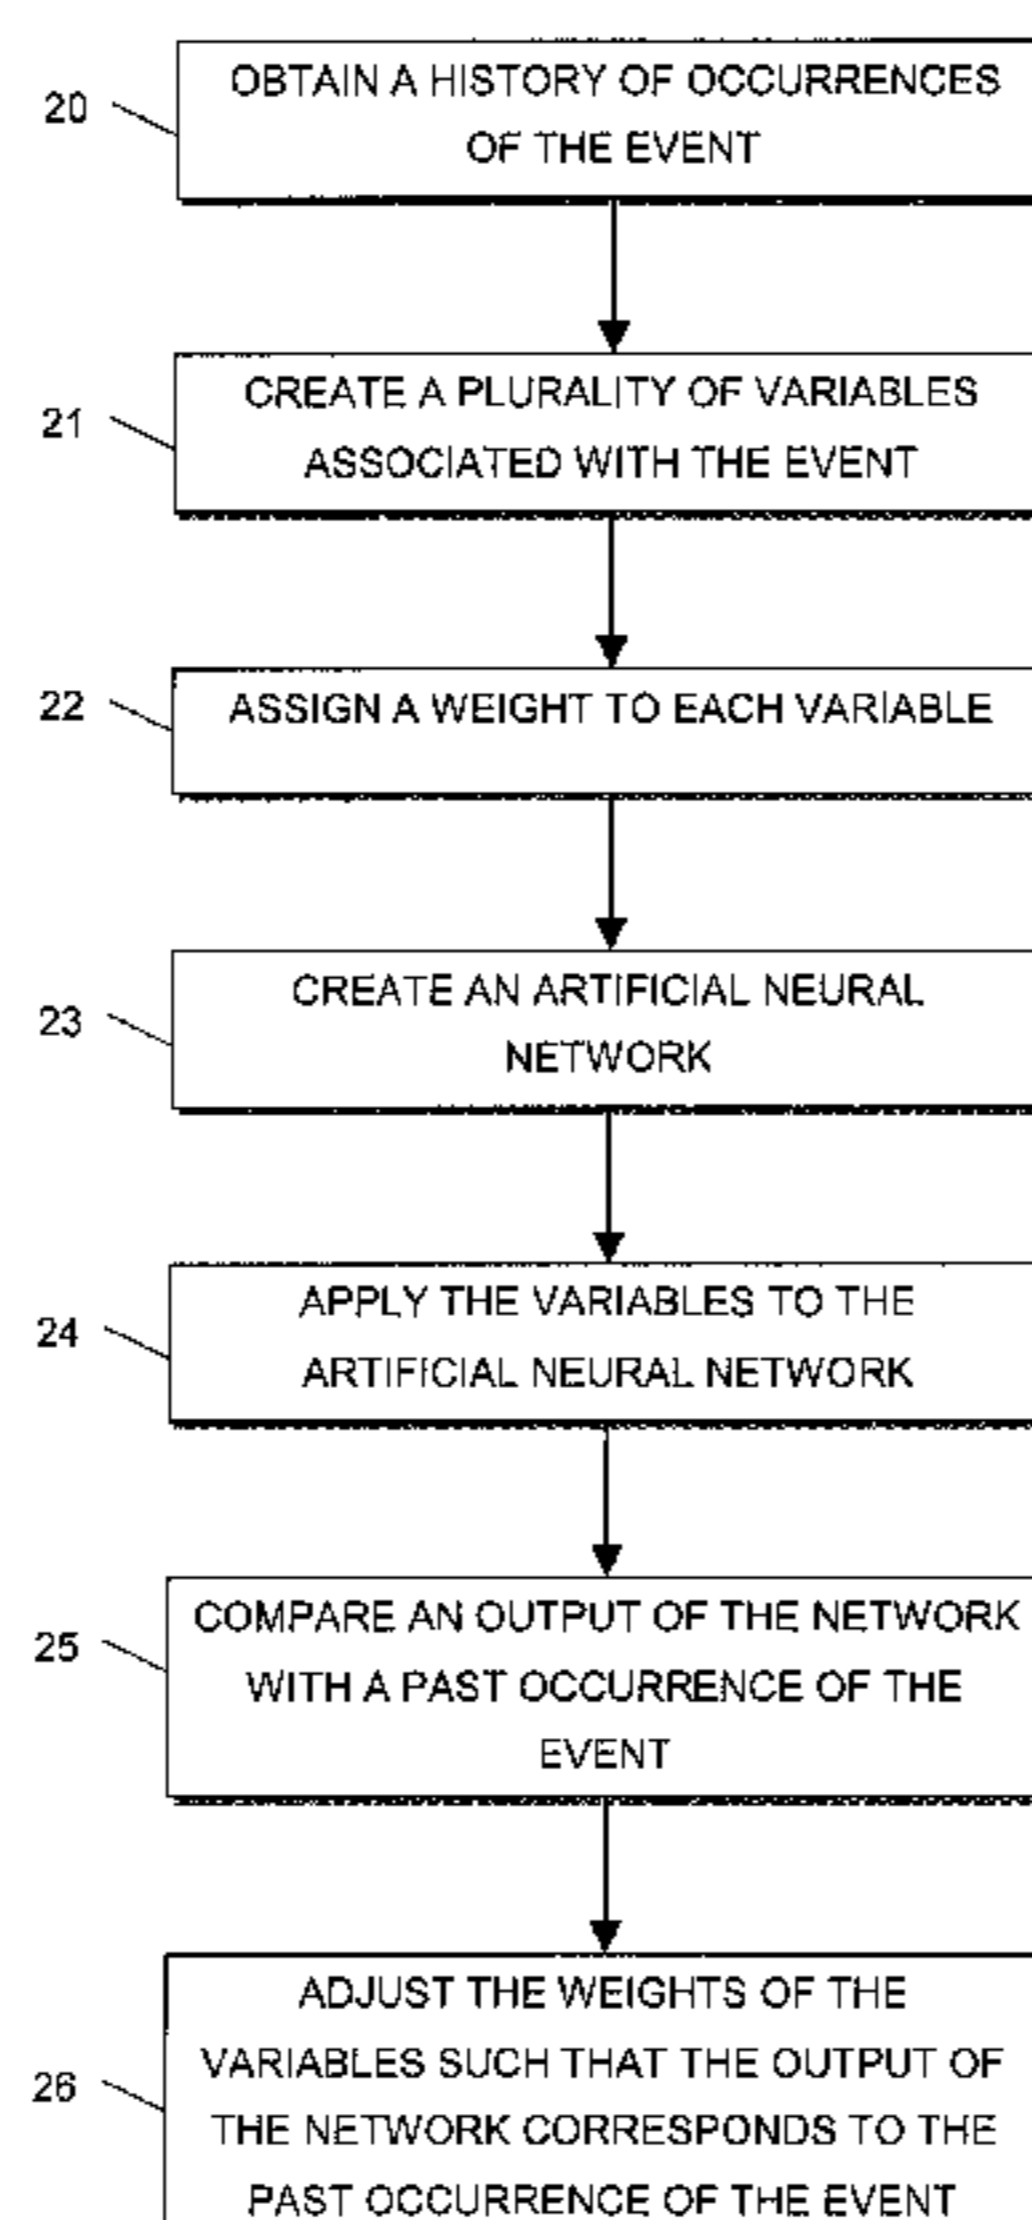 20
OBTAIN A HISTORY OF OCCURRENCES
OF THE EVENT
21
CREATE A PLURALITY OF VARIABLES
ASSOCIATED WITH THE EVENT
22
ASSIGN A WEIGHT TO EACH VARIABLE
23
CREATE AN ARTIFICIAL NEURAL
NETWORK
24
APPLY THE VARIABLES TO THE
ARTIFICIAL NEURAL NETWORK
25
COMPARE AN OUTPUT OF THE NETWORK
WITH A PAST OCCURRENCE OF THE
EVENT
26
ADJUST THE WEIGHTS OF THE
VARIABLES SUCH THAT THE OUTPUT OF
THE NETWORK CORRESPONDS TO THE
PAST OCCURRENCE OF THE EVENT